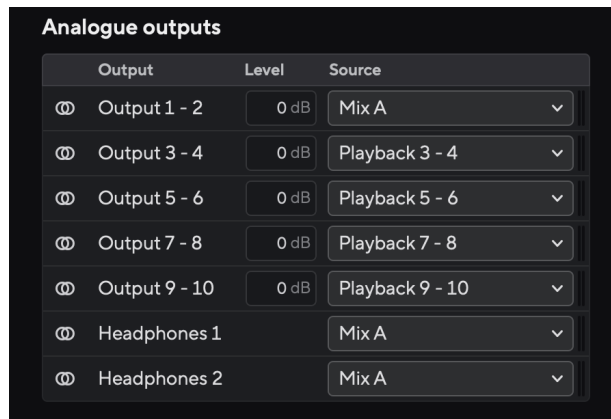 Analogue outputs
Output Level Source
Output 1 - 2 0 dB Mix A
Output 3 - 4 0 dB Playback 3 - 4
Output 5 - 6 0 dB Playback 5 - 6
Output 7 - 8 0 dB Playback 7 - 8
Output 9 - 10 0 dB Playback 9 - 10
Headphones 1 Mix A
Headphones 2 Mix A